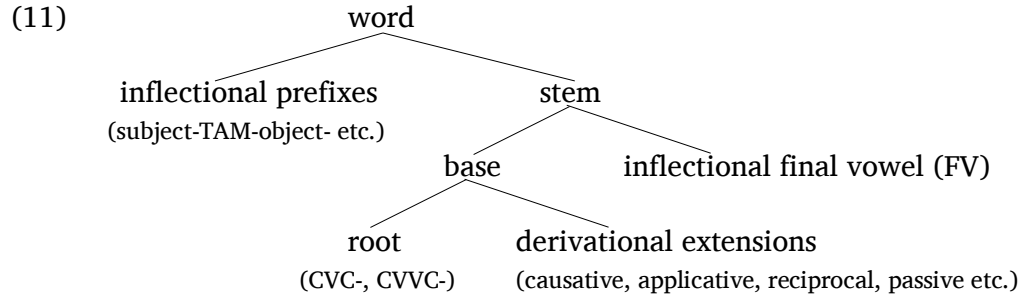 (11) word
inflectional prefixes stem
(subject-TAM-object- etc.)
base inflectional final vowel (FV)
root derivational extensions
(CVC-, CVVC-) (causative, applicative, reciprocal, passive etc.)